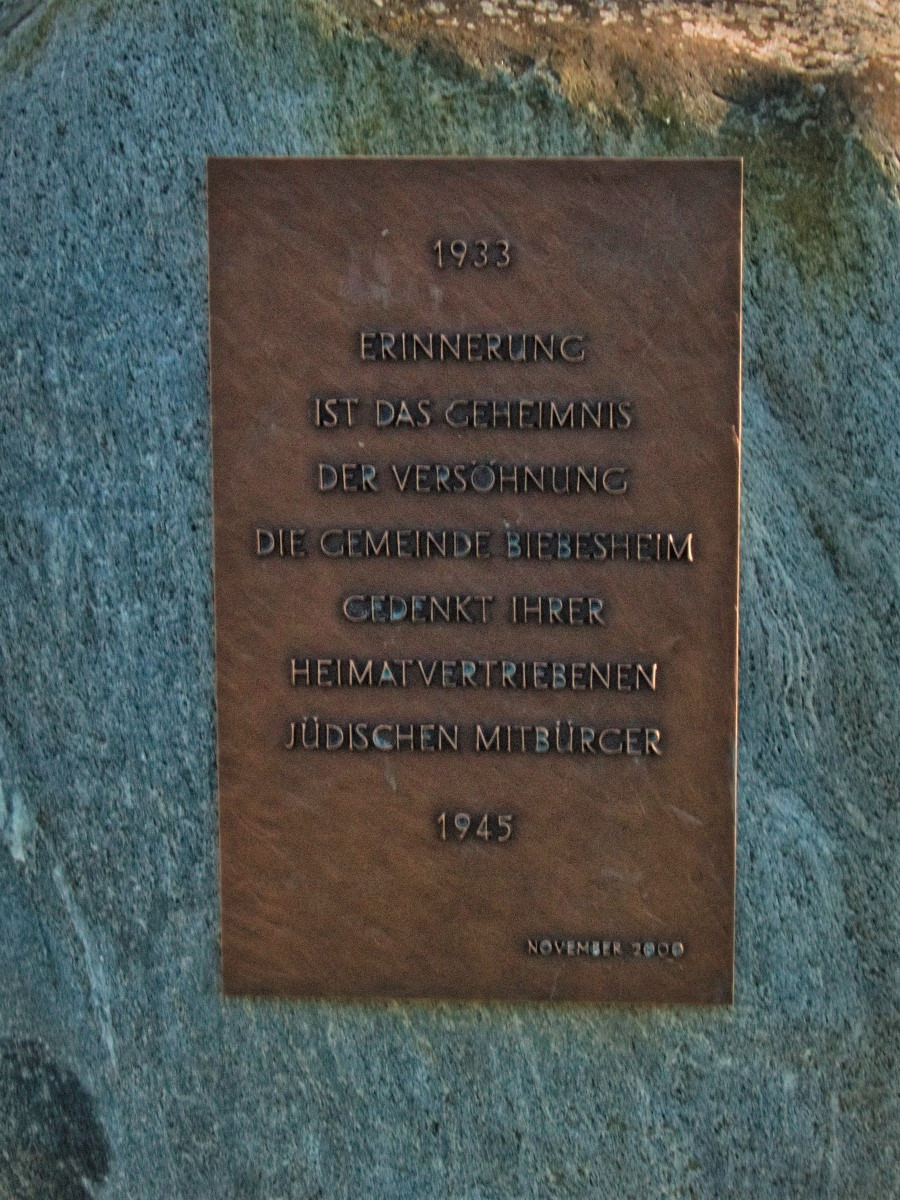 1933
ERINNERUNG
IST DAS GEHEIMNIS
DER VERSÖHNUNG
DIE GEMEINDE BIEBESHEIM
GEDENKT IHRER
HEIMATVERTRIEBENEN
JÜDISCHEN MITBÜRGER
1945
NOVEMBER 2000